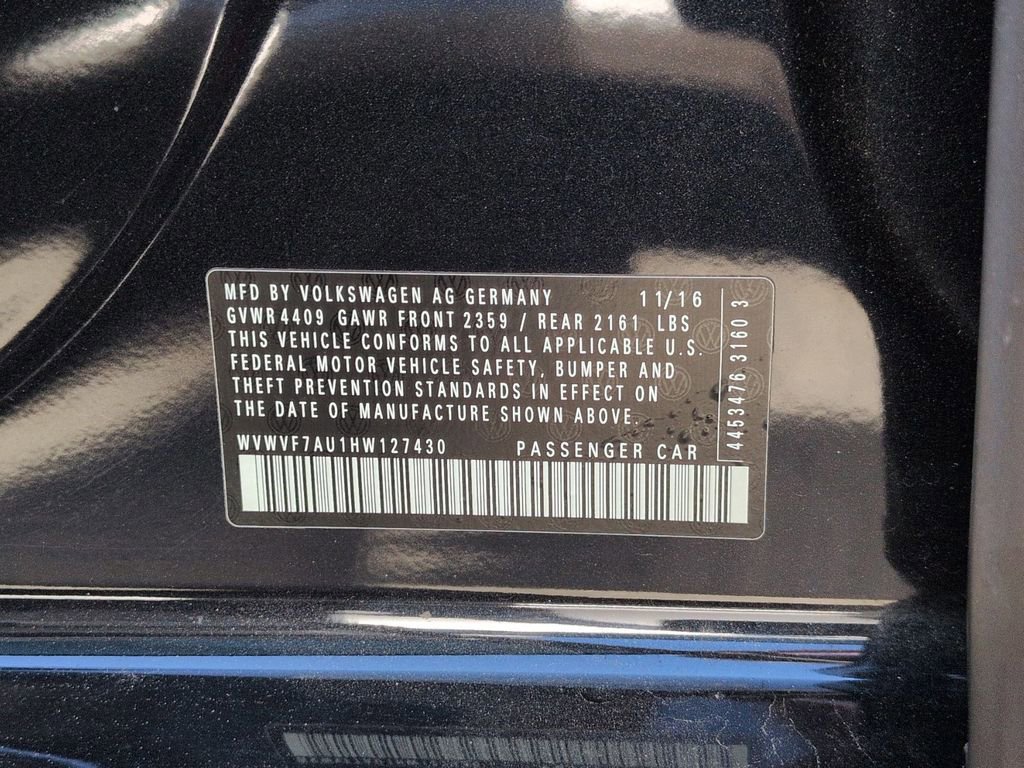 MFD BY VOLKSWAGEN AG GERMANY 11/16
GVWR 4409 GAWR FRONT 2359 / REAR 2161 LBS
THIS VEHICLE CONFORMS TO ALL APPLICABLE U.S.
FEDERAL MOTOR VEHICLE SAFETY, BUMPER AND
THEFT PREVENTION STANDARDS IN EFFECT ON
THE DATE OF MANUFACTURE SHOWN ABOVE.
WVWVF7AU1HW127430 PASSENGER CAR
4453476 3160 3